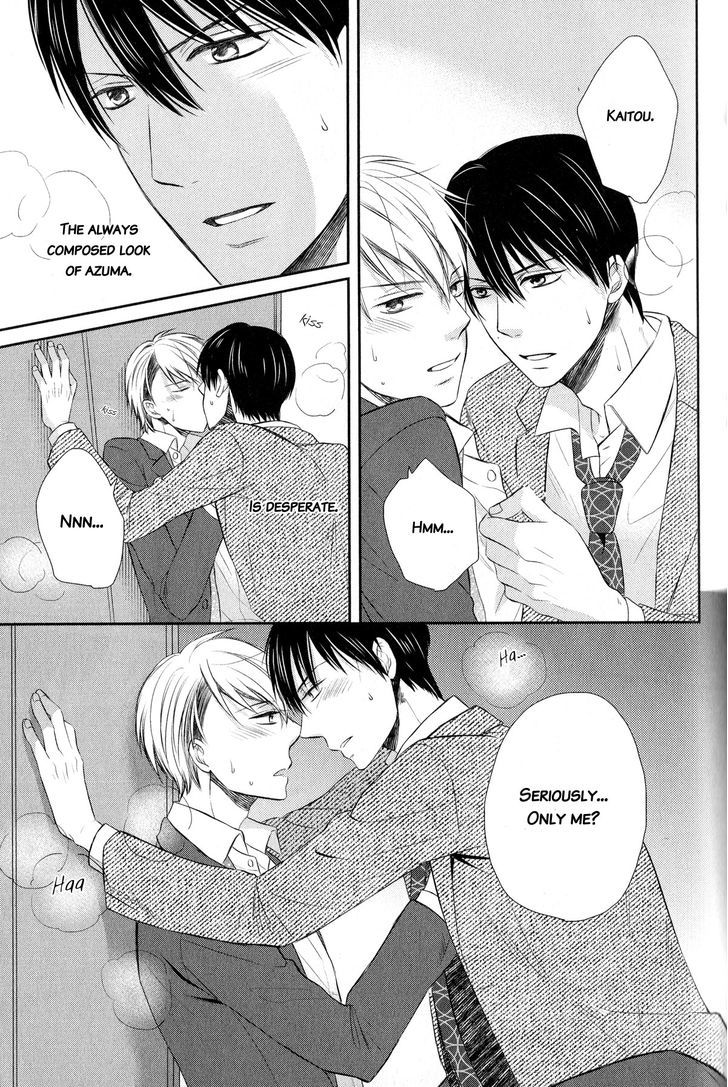 KAITOU.
HMM...
THE ALWAYS
COMPOSED LOOK
OF AZUMA.
kiss
kiss
IS DESPERATE.
NNN...
Ha...
SERIOUSLY...
ONLY ME?
Haa